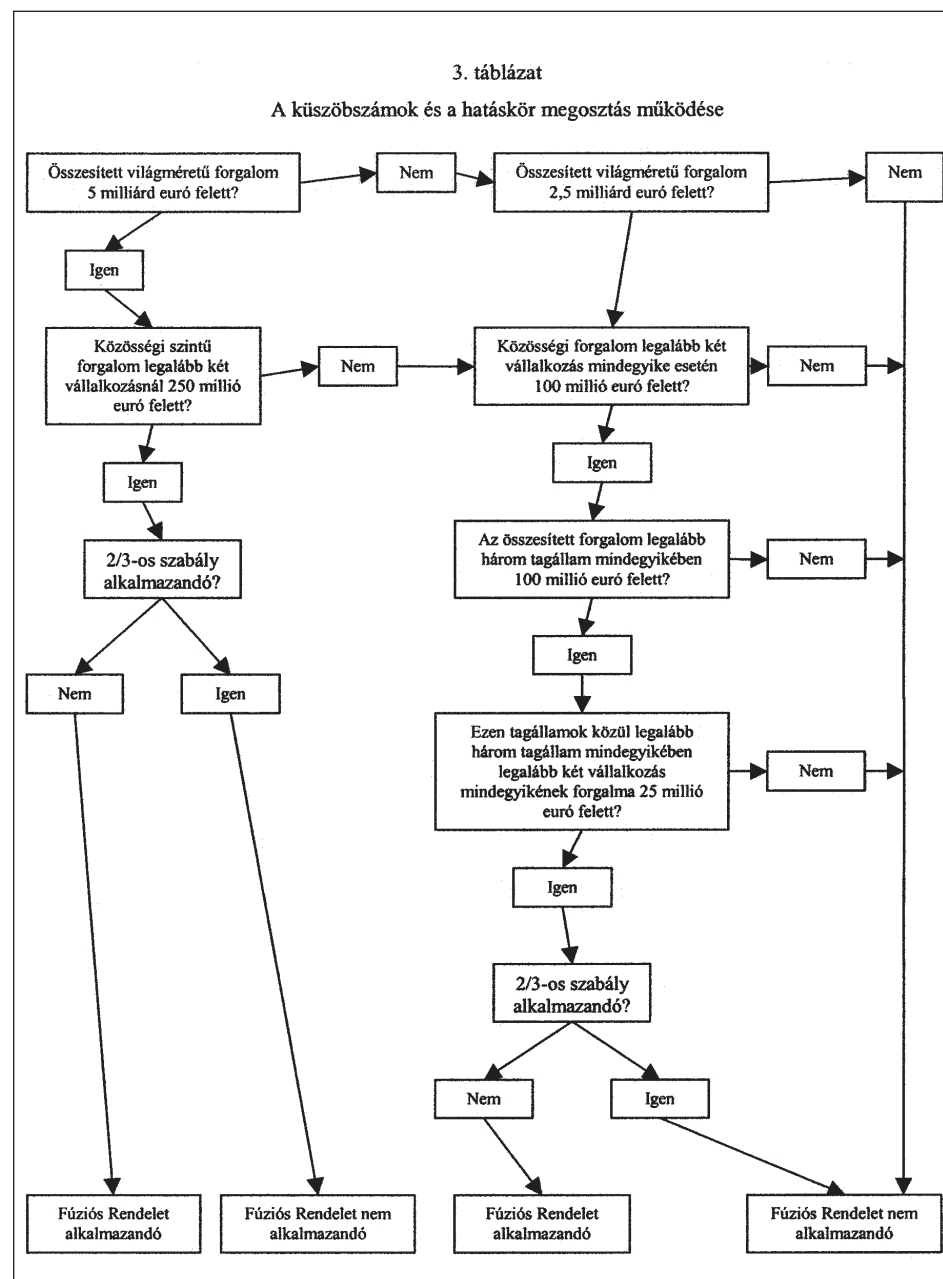 3. táblázat
A küszöbszámok és a hatáskör megosztás működése
Összesített világméretű forgalom
5 milliárd euró felett?
Nem
Összesített világméretű forgalom
2,5 milliárd euró felett?
Nem
Igen
Közösségi szintű
forgalom legalább két
vállalkozásnál 250 millió
euró felett?
Nem
Közösségi forgalom legalább két
vállalkozás mindegyike esetén
100 millió euró felett?
Nem
Igen
Igen
Az összesített forgalom legalább
három tagállam mindegyikében
100 millió euró felett?
Nem
2/3-os szabály
alkalmazandó?
Igen
Nem
Igen
Ezen tagállamok közül legalább
három tagállam mindegyikében
legalább két vállalkozás
mindegyikének forgalma 25 millió
euró felett?
Nem
Igen
2/3-os szabály
alkalmazandó?
Nem
Igen
Fúziós Rendelet
alkalmazandó
Fúziós Rendelet nem
alkalmazandó
Fúziós Rendelet
alkalmazandó
Fúziós Rendelet nem
alkalmazandó